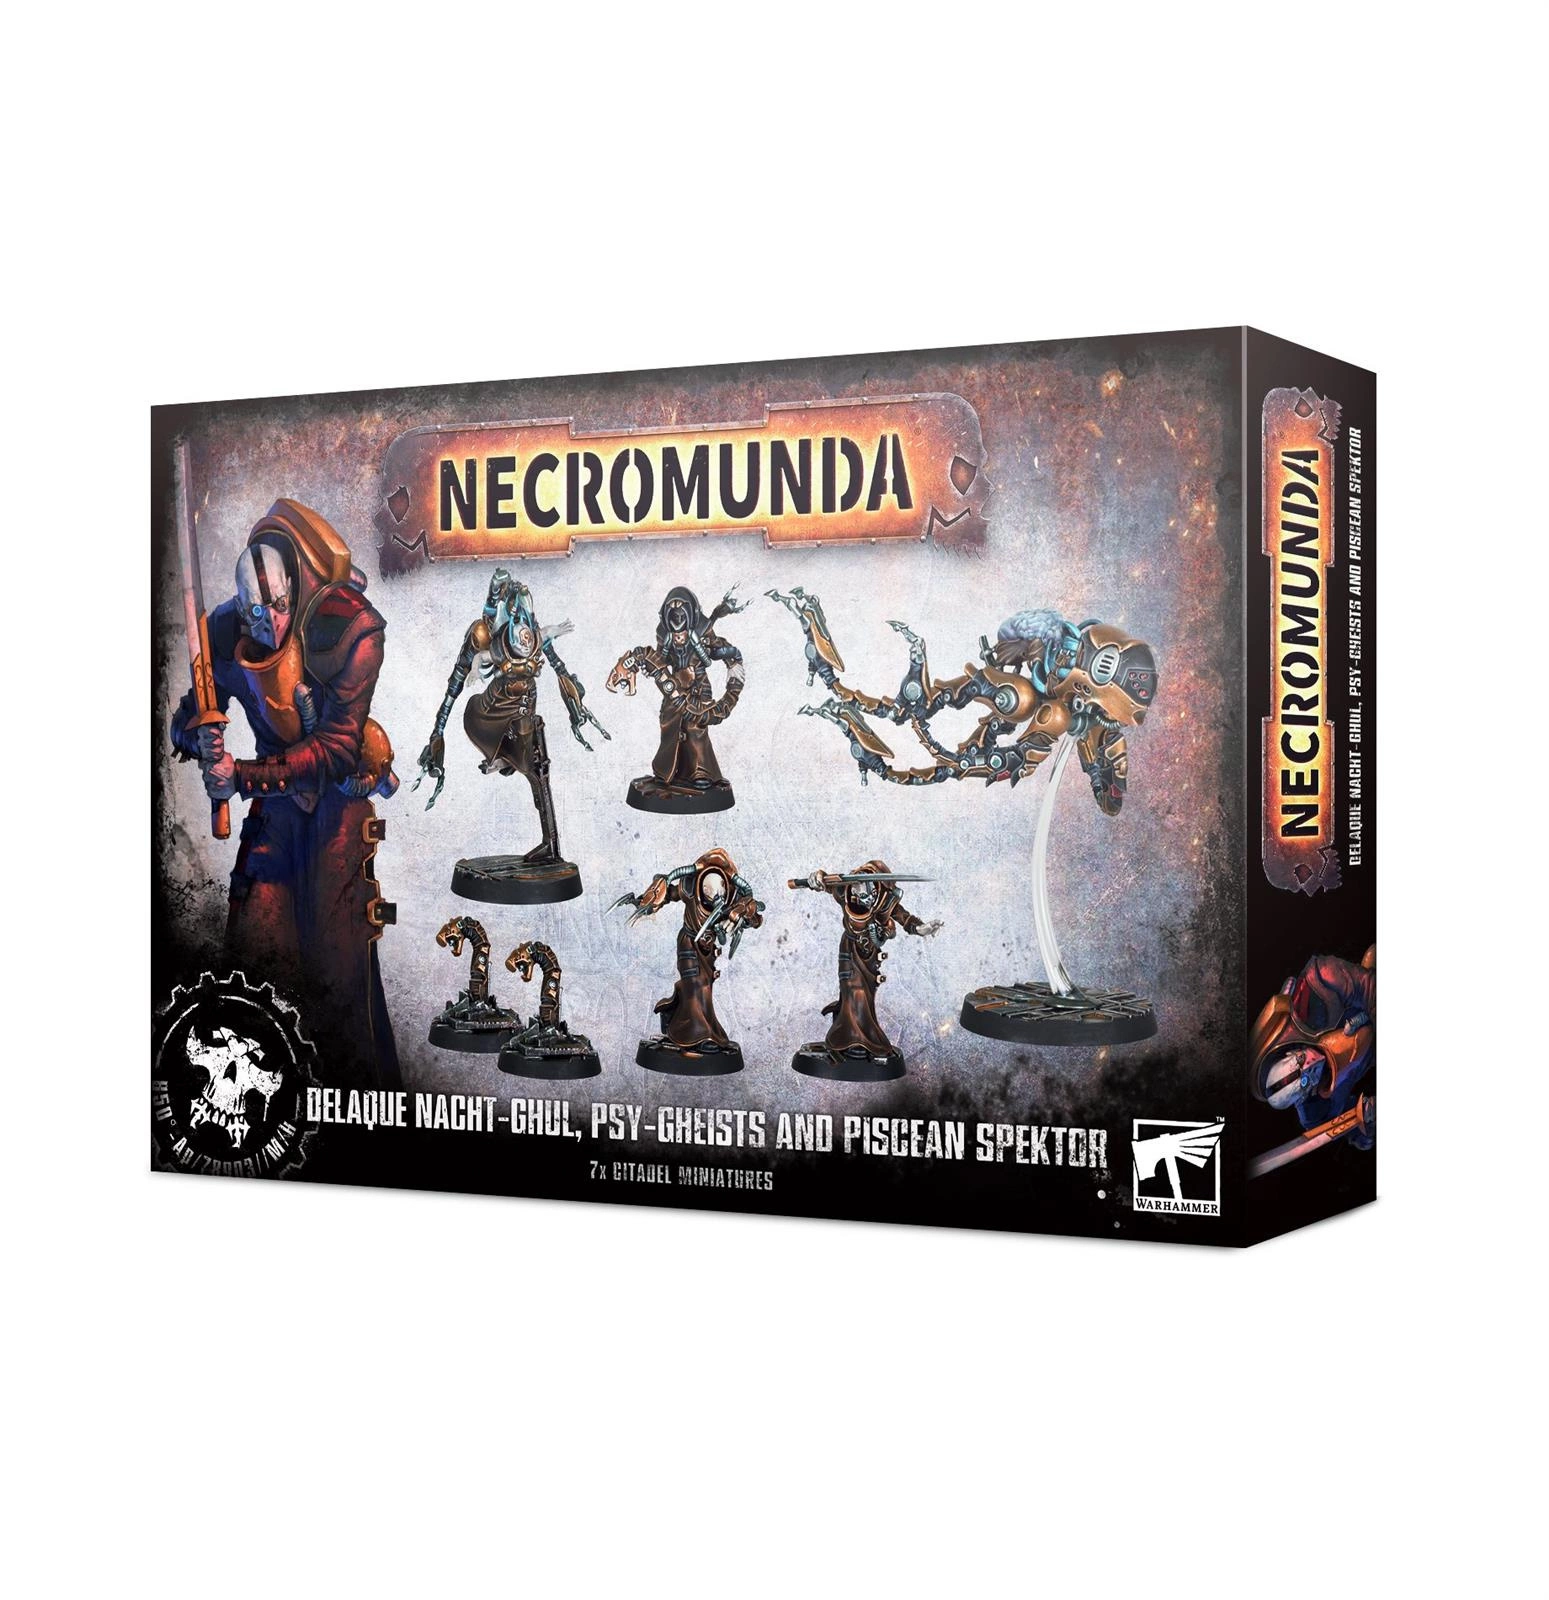 NECROMUNDA
DELAQUE NACHT-GHUL, PSY-GHEISTS AND PISCEAN SPEKTOR
7x CITADEL MINIATURES
WARHAMMER™
NECROMUNDA
DELAQUE NACHT-GHUL, PSY-GHEISTS AND PISCEAN SPEKTOR